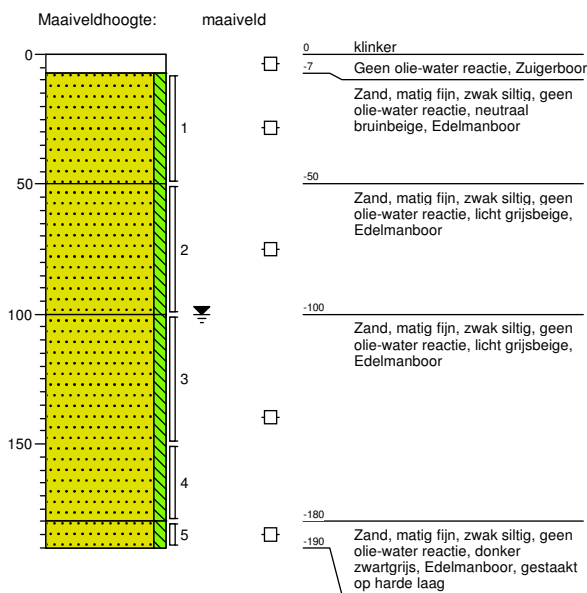 Maaiveldhoogte: maaiveld
0
0 klinker
-7 Geen olie-water reactie, Zuigerboor
Zand, matig fijn, zwak siltig, geen
olie-water reactie, neutraal
bruinbeige, Edelmanboor
1
50
-50
Zand, matig fijn, zwak siltig, geen
olie-water reactie, licht grijsbeige,
Edelmanboor
2
100
-100
Zand, matig fijn, zwak siltig, geen
olie-water reactie, licht grijsbeige,
Edelmanboor
3
150
4
-180
Zand, matig fijn, zwak siltig, geen
olie-water reactie, donker
zwartgrijs, Edelmanboor, gestaakt
op harde laag
5
-190